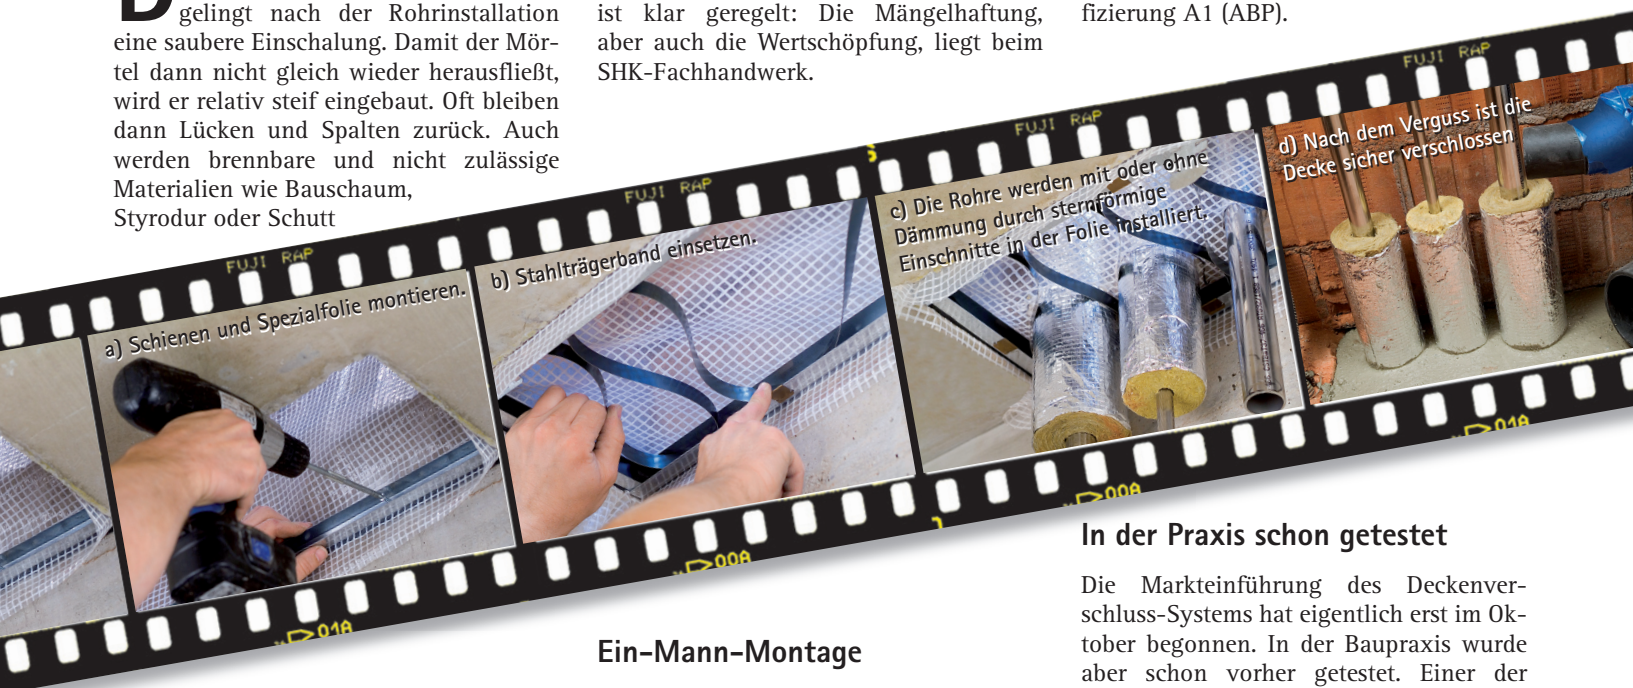 gelingt nach der Rohrinstallation
eine saubere Einschalung. Damit der Mör-
tel dann nicht gleich wieder herausfließt,
wird er relativ steif eingebaut. Oft bleiben
dann Lücken und Spalten zurück. Auch
werden brennbare und nicht zulässige
Materialien wie Bauschaum,
Styrodur oder Schutt
ist klar geregelt: Die Mängelhaftung,
aber auch die Wertschöpfung, liegt beim
SHK-Fachhandwerk.
fizierung A1 (ABP).
FUJI RAP
FUJI RAP
FUJI RAP
FUJI RAP
a) Schienen und Spezialfolie montieren.
b) Stahlträgerband einsetzen.
c) Die Rohre werden mit oder ohne
Dämmung durch sternförmige
Einschnitte in der Folie installiert.
d) Nach dem Verguss ist die
Decke sicher verschlossen
01A
00A
00A
01A
Ein-Mann-Montage
In der Praxis schon getestet
Die Markteinführung des Deckenver-
schluss-Systems hat eigentlich erst im Ok-
tober begonnen. In der Baupraxis wurde
aber schon vorher getestet. Einer der